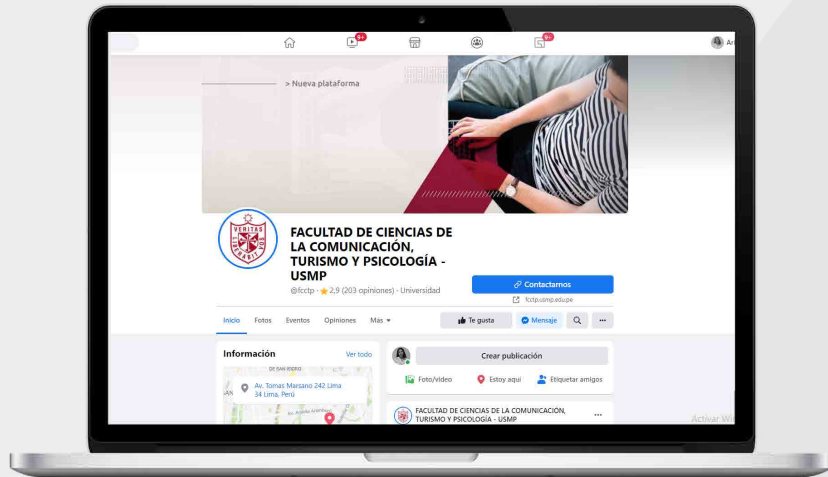 9+
9+
Ari
> Nueva plataforma
VERITAS
LIBERABIT VOS
FACULTAD DE CIENCIAS DE
LA COMUNICACIÓN,
TURISMO Y PSICOLOGÍA -
USMP
@fcctp · 2,9 (203 opiniones) - Universidad
Contactarnos
fcctp.usmp.edu.pe
Inicio Fotos Eventos Opiniones Más
Te gusta Mensaje
Información Ver todo
Av. Tomas Marsano 242 Lima
34 Lima, Perú
Crear publicación
Foto/video Estoy aquí Etiquetar amigos
FACULTAD DE CIENCIAS DE LA COMUNICACIÓN,
TURISMO Y PSICOLOGÍA - USMP
Activar Wi